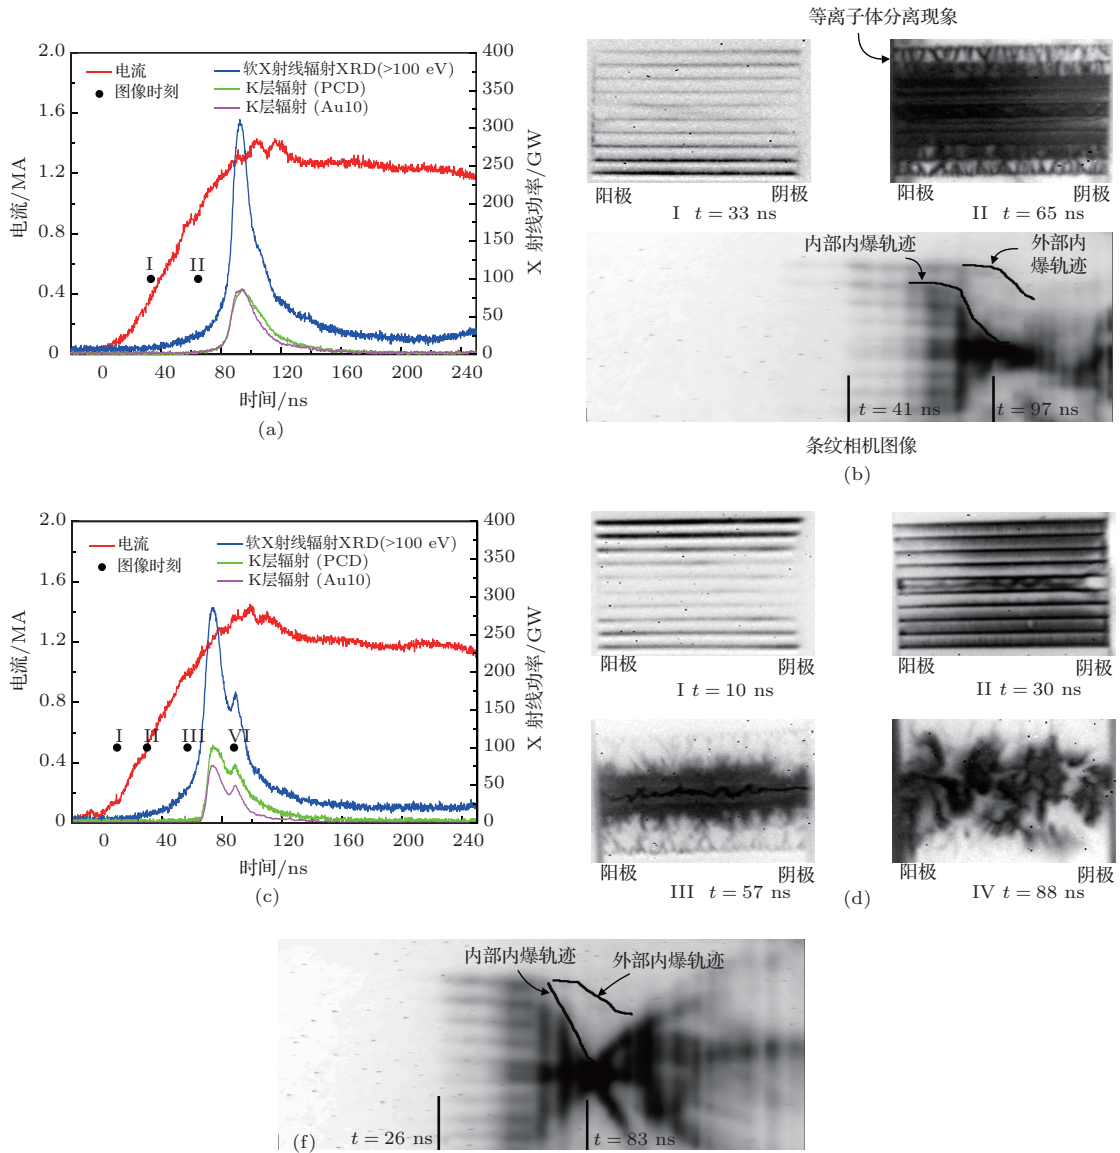 等离子体分离现象
2.0
1.6
1.2
0.8
0.4
0
电流/MA
电流
图像时刻
软X射线辐射XRD(>100 eV)
K层辐射 (PCD)
K层辐射 (Au10)
I
II
400
350
300
250
200
150
100
50
0
X 射线功率/GW
0
40
80
120
160
200
240
时间/ns
(a)
阳极
阴极
I t = 33 ns
阳极
阴极
II t = 65 ns
内部内爆轨迹
外部内
爆轨迹
t = 41 ns
t = 97 ns
条纹相机图像
(b)
2.0
1.6
1.2
0.8
0.4
0
电流/MA
电流
图像时刻
软X射线辐射XRD(>100 eV)
K层辐射 (PCD)
K层辐射 (Au10)
I
II
III
VI
400
350
300
250
200
150
100
50
0
X 射线功率/GW
0
40
80
120
160
200
240
时间/ns
(c)
阳极
阴极
I t = 10 ns
阳极
阴极
II t = 30 ns
阳极
阴极
III t = 57 ns
阳极
阴极
IV t = 88 ns
(d)
内部内爆轨迹
外部内爆轨迹
(f)
t = 26 ns
t = 83 ns